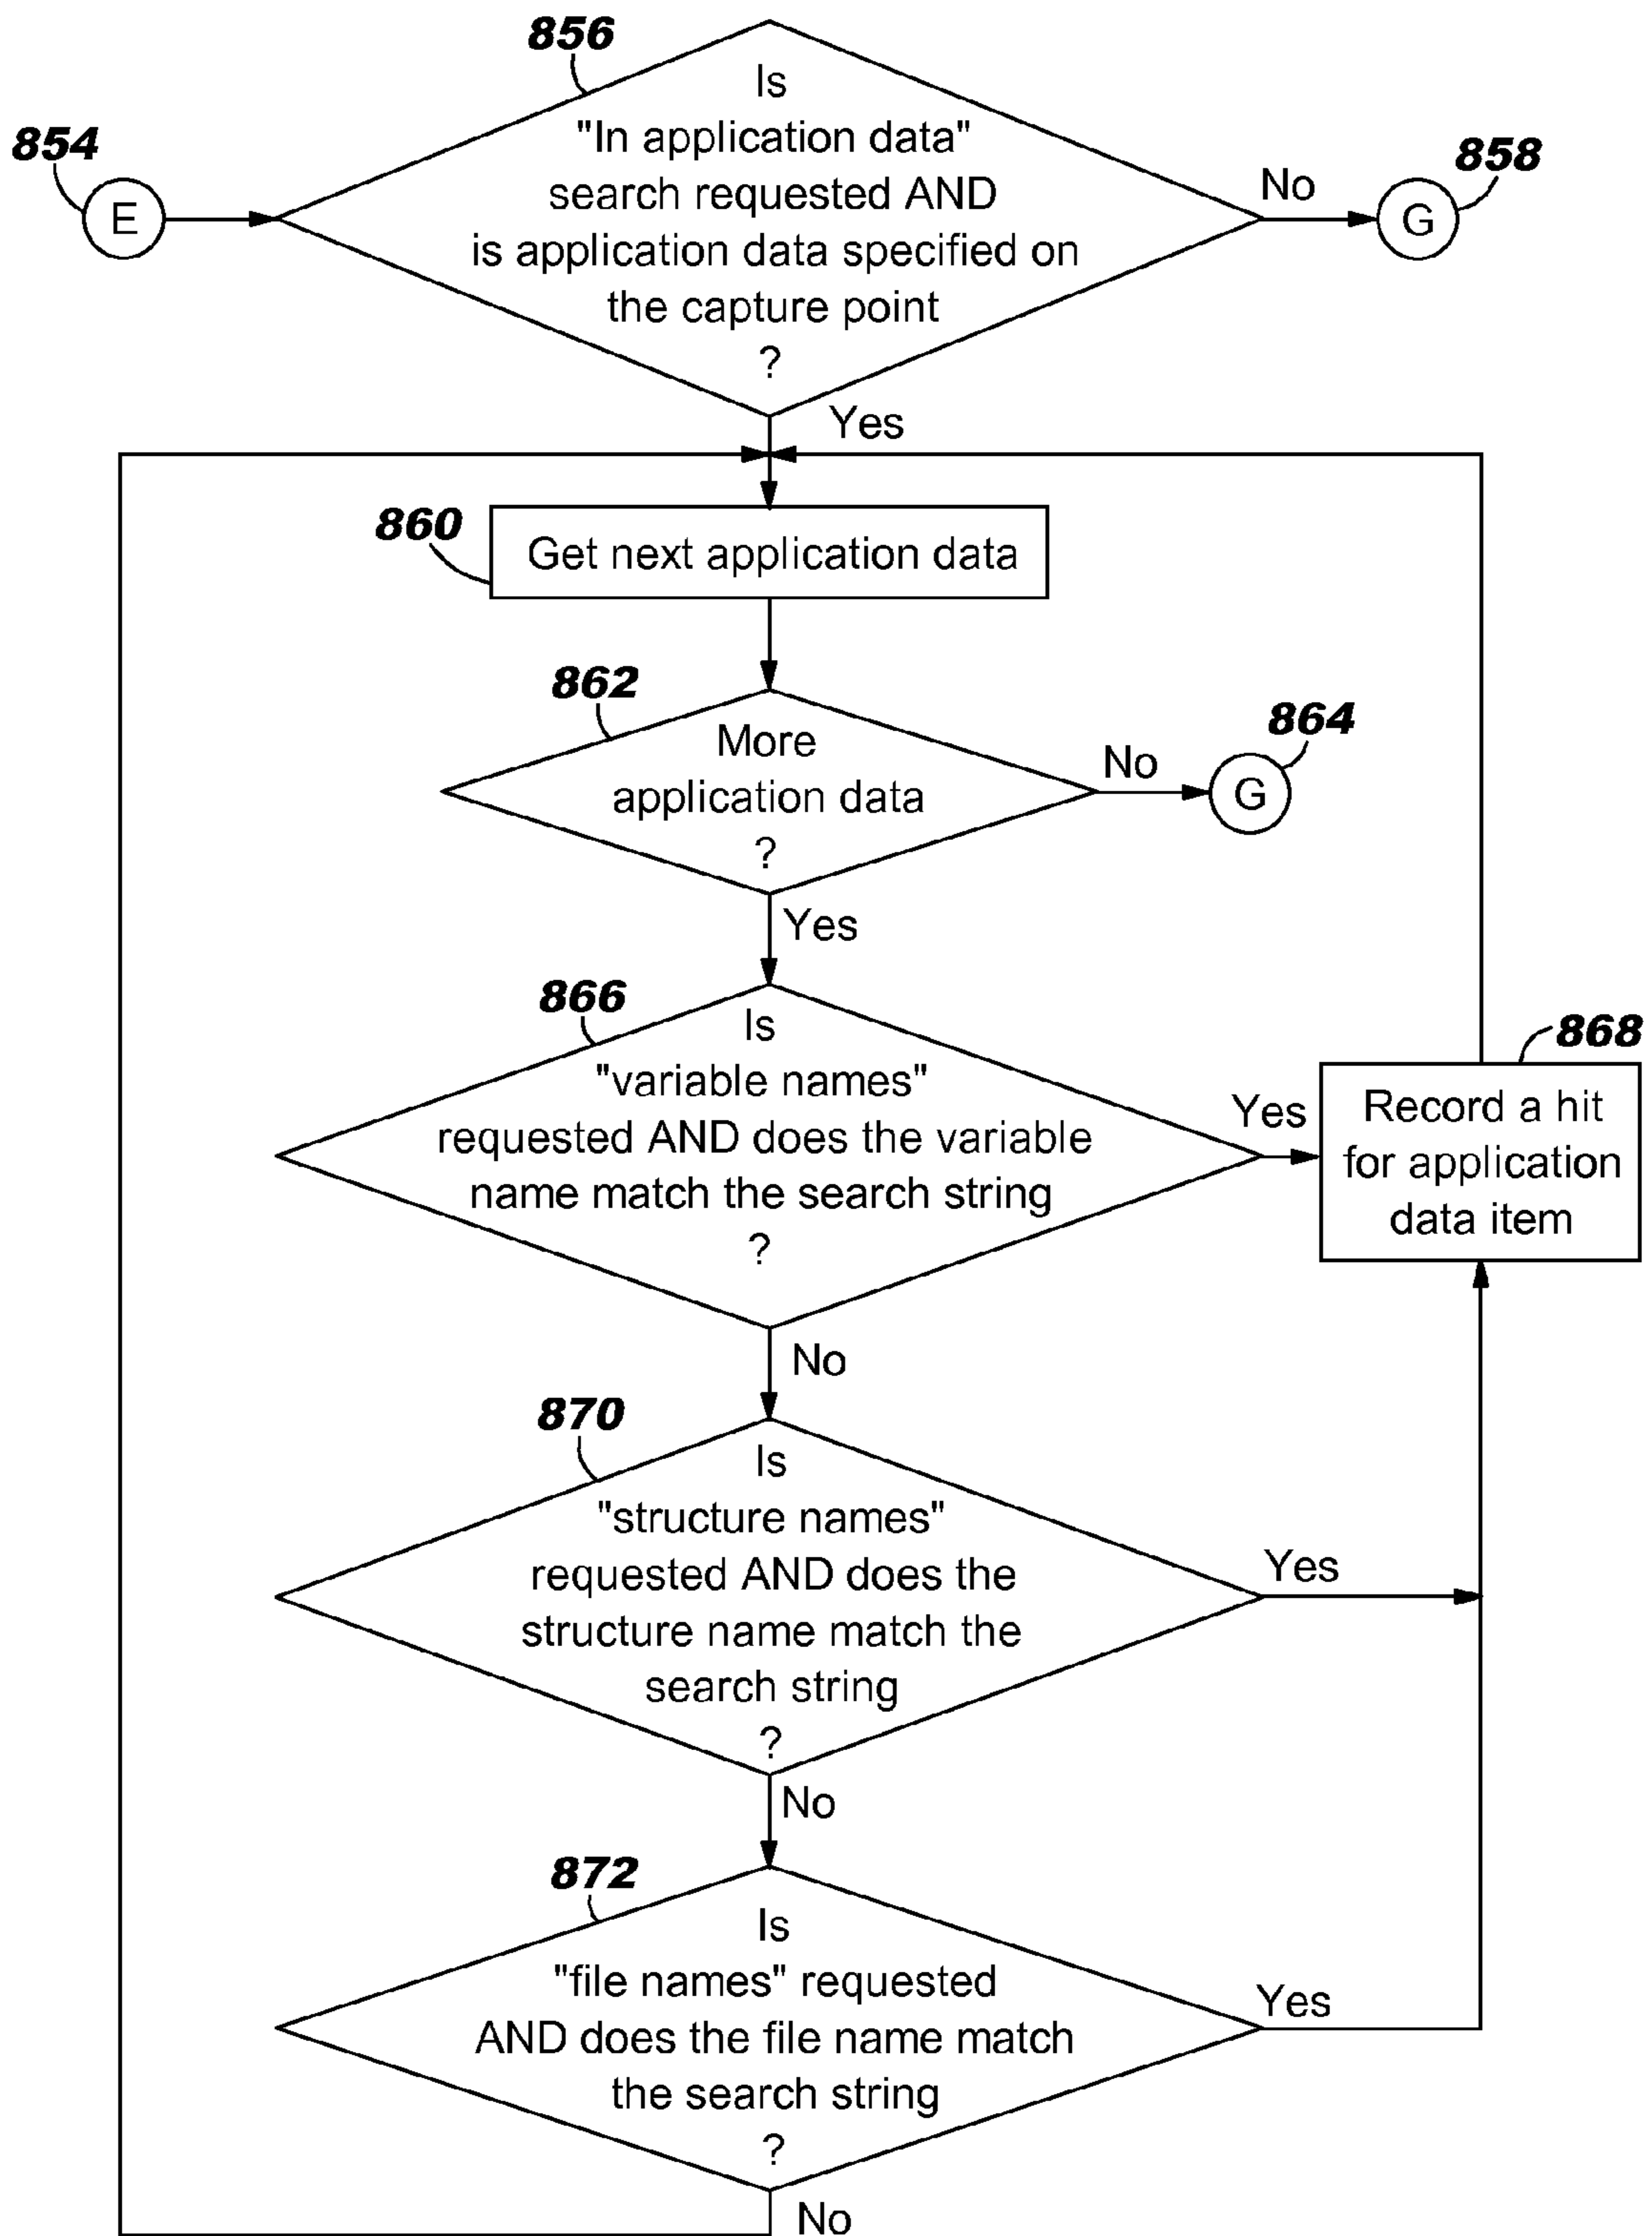 856
Is
"In application data"
search requested AND
is application data specified on
the capture point
?
854
E
No
858
G
Yes
860
Get next application data
862
More
application data
?
No
864
G
Yes
866
Is
"variable names"
requested AND does the variable
name match the search string
?
Yes
868
Record a hit
for application
data item
No
870
Is
"structure names"
requested AND does the
structure name match the
search string
?
Yes
No
872
Is
"file names" requested
AND does the file name match
the search string
?
Yes
No